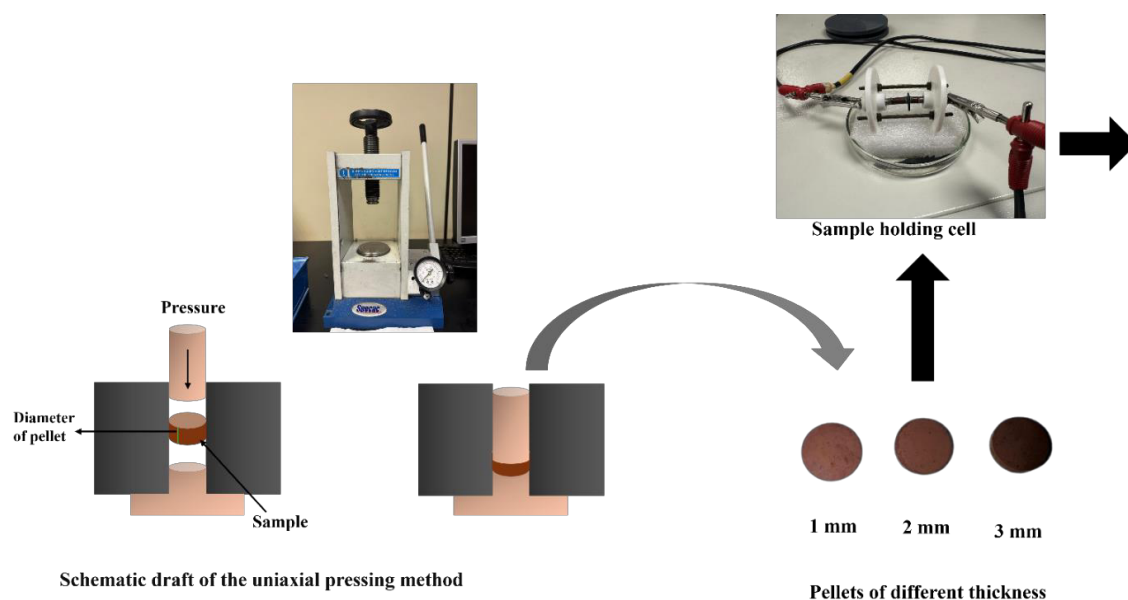 Sample holding cell
Specac
Pressure
Diameter
of pellet
Sample
1 mm
2 mm
3 mm
Schematic draft of the uniaxial pressing method
Pellets of different thickness